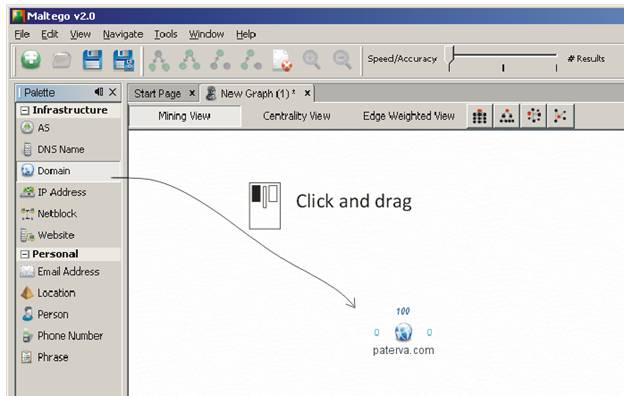 Maltego v2.0
File Edit View Navigate Tools Window Help
Speed/Accuracy # Results
Palette
Start Page x New Graph (1) * x
Infrastructure
Mining View Centrality View Edge Weighted View
AS
DNS Name
Domain
IP Address
Click and drag
Netblock
Website
Personal
Email Address
Location
100
Person
0 0
Phone Number
paterva.com
Phrase